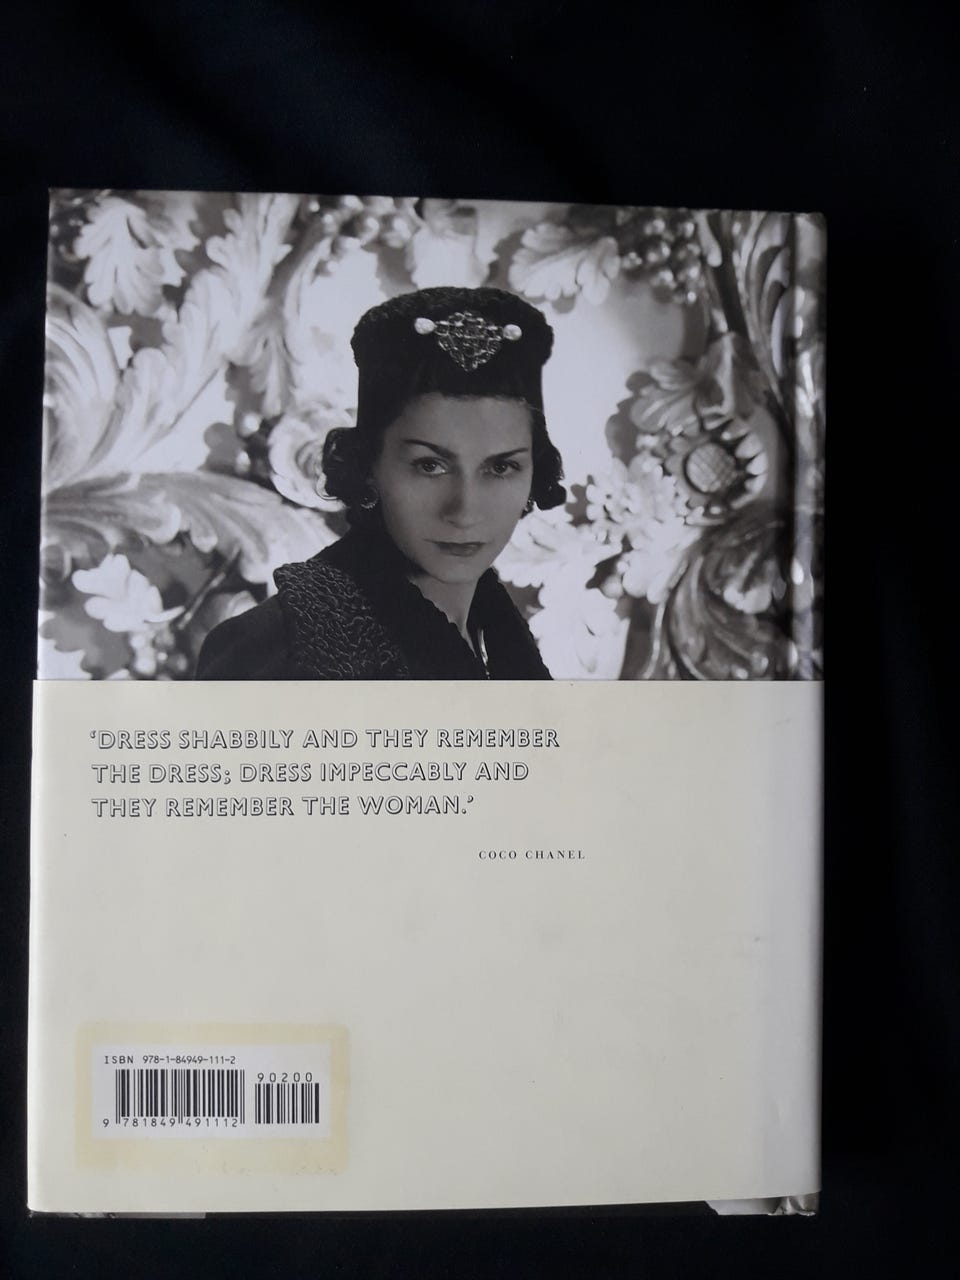 ‘DRESS SHABBILY AND THEY REMEMBER
THE DRESS; DRESS IMPECCABLY AND
THEY REMEMBER THE WOMAN.’
COCO CHANEL
ISBN 978-1-84949-111-2
90200
9 781849 491112